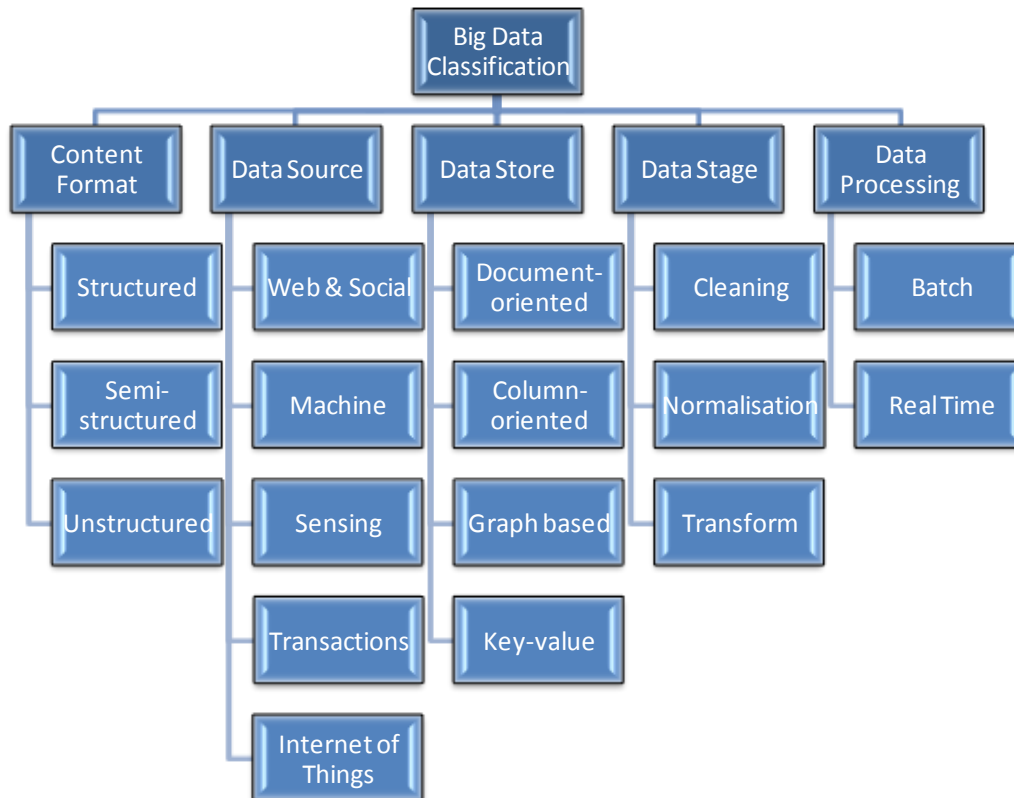 Big Data
Classification
Content
Format
Data Source
Data Store
Data Stage
Data
Processing
Structured
Web & Social
Document-
oriented
Cleaning
Batch
Semi-
structured
Machine
Column-
oriented
Normalisation
Real Time
Unstructured
Sensing
Graph based
Transform
Transactions
Key-value
Internet of
Things